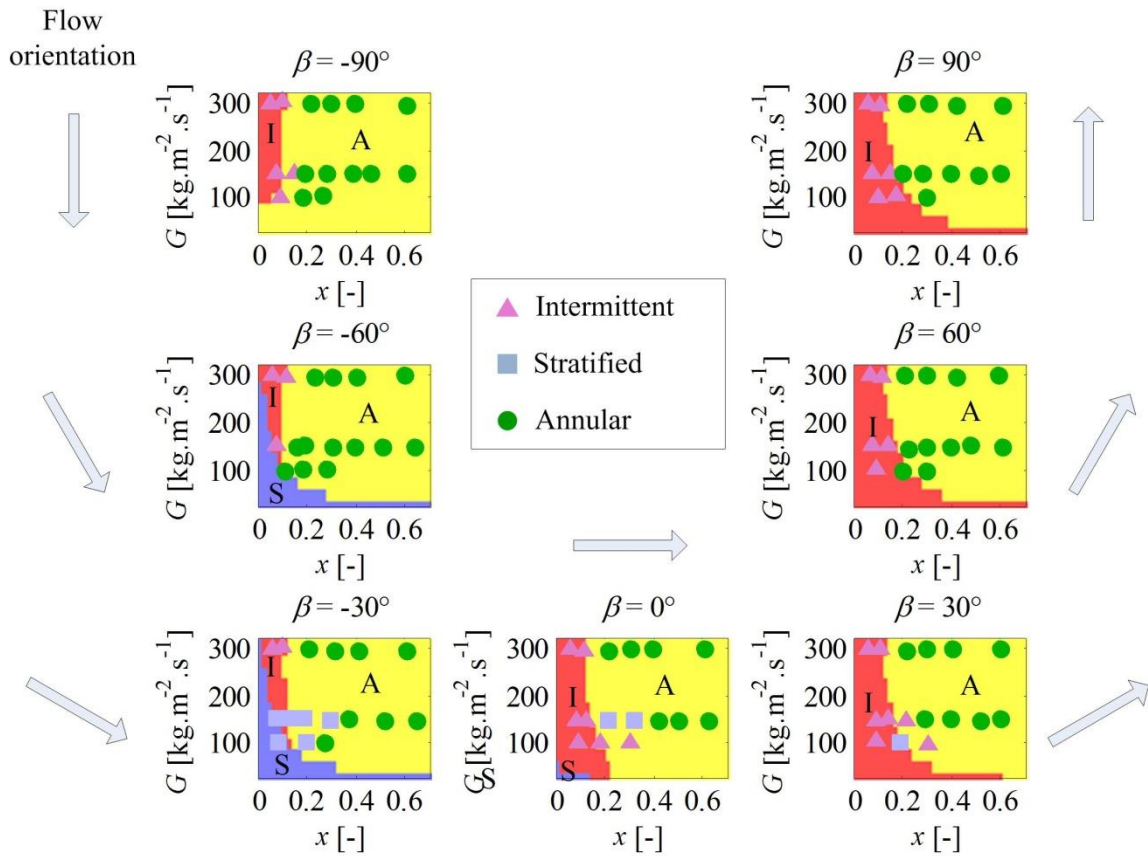 Flow
orientation
β = -90°
G [kg.m⁻².s⁻¹]
300
200
100
I
A
0 0.2 0.4 0.6
x [-]
β = 90°
G [kg.m⁻².s⁻¹]
300
200
100
I
A
0 0.2 0.4 0.6
x [-]
Intermittent
Stratified
Annular
β = -60°
G [kg.m⁻².s⁻¹]
300
200
100
I
A
S
0 0.2 0.4 0.6
x [-]
β = 60°
G [kg.m⁻².s⁻¹]
300
200
100
I
A
0 0.2 0.4 0.6
x [-]
β = -30°
G [kg.m⁻².s⁻¹]
300
200
100
I
A
S
0 0.2 0.4 0.6
x [-]
β = 0°
G [kg.m⁻².s⁻¹]
300
200
100
I
A
S
S
0 0.2 0.4 0.6
x [-]
β = 30°
G [kg.m⁻².s⁻¹]
300
200
100
I
A
0 0.2 0.4 0.6
x [-]